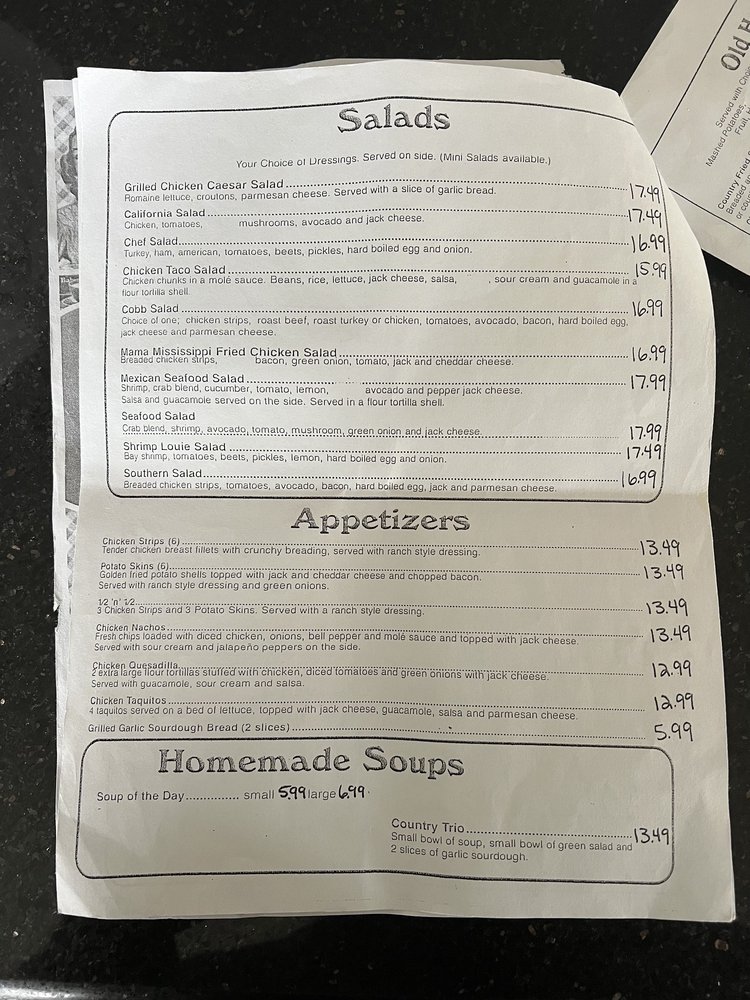 Salads
Your Choice of Dressings. Served on side. (Mini Salads available.)
Grilled Chicken Caesar Salad 17.49
Romaine lettuce, croutons, parmesan cheese. Served with a slice of garlic bread.
California Salad 17.49
Chicken, tomatoes, mushrooms, avocado and jack cheese.
Chef Salad 16.99
Turkey, ham, american, tomatoes, beets, pickles, hard boiled egg and onion.
Chicken Taco Salad 15.99
Chicken chunks in a molé sauce. Beans, rice, lettuce, jack cheese, salsa, , sour cream and guacamole in a
flour tortilla shell.
Cobb Salad 16.99
Choice of one; chicken strips, roast beef, roast turkey or chicken, tomatoes, avocado, bacon, hard boiled egg,
jack cheese and parmesan cheese.
Mama Mississippi Fried Chicken Salad 16.99
Breaded chicken strips, bacon, green onion, tomato, jack and cheddar cheese.
Mexican Seafood Salad 17.99
Shrimp, crab blend, cucumber, tomato, lemon, avocado and pepper jack cheese.
Salsa and guacamole served on the side. Served in a flour tortilla shell.
Seafood Salad
Crab blend, shrimp, avocado, tomato, mushroom, green onion and jack cheese. 17.99
Shrimp Louie Salad 17.49
Bay shrimp, tomatoes, beets, pickles, lemon, hard boiled egg and onion.
Southern Salad 16.99
Breaded chicken strips, tomatoes, avocado, bacon, hard boiled egg, jack and parmesan cheese.
Appetizers
Chicken Strips (6) 13.49
Tender chicken breast fillets with crunchy breading, served with ranch style dressing.
Potato Skins (6) 13.49
Golden fried potato shells topped with jack and cheddar cheese and chopped bacon.
Served with ranch style dressing and green onions.
1/2 'n' 1/2 13.49
3 Chicken Strips and 3 Potato Skins. Served with a ranch style dressing.
Chicken Nachos 13.49
Fresh chips loaded with diced chicken, onions, bell pepper and molé sauce and topped with jack cheese.
Served with sour cream and jalapeño peppers on the side.
Chicken Quesadilla 12.99
2 extra large flour tortillas stuffed with chicken, diced tomatoes and green onions with jack cheese.
Served with guacamole, sour cream and salsa.
Chicken Taquitos 12.99
4 taquitos served on a bed of lettuce, topped with jack cheese, guacamole, salsa and parmesan cheese.
Grilled Garlic Sourdough Bread (2 slices) 5.99
Homemade Soups
Soup of the Day small 5.99 large 6.99
Country Trio 13.49
Small bowl of soup, small bowl of green salad and
2 slices of garlic sourdough.
Old
Served with
Mashed Potatoes,
Fruit,
Country Fried
Breaded